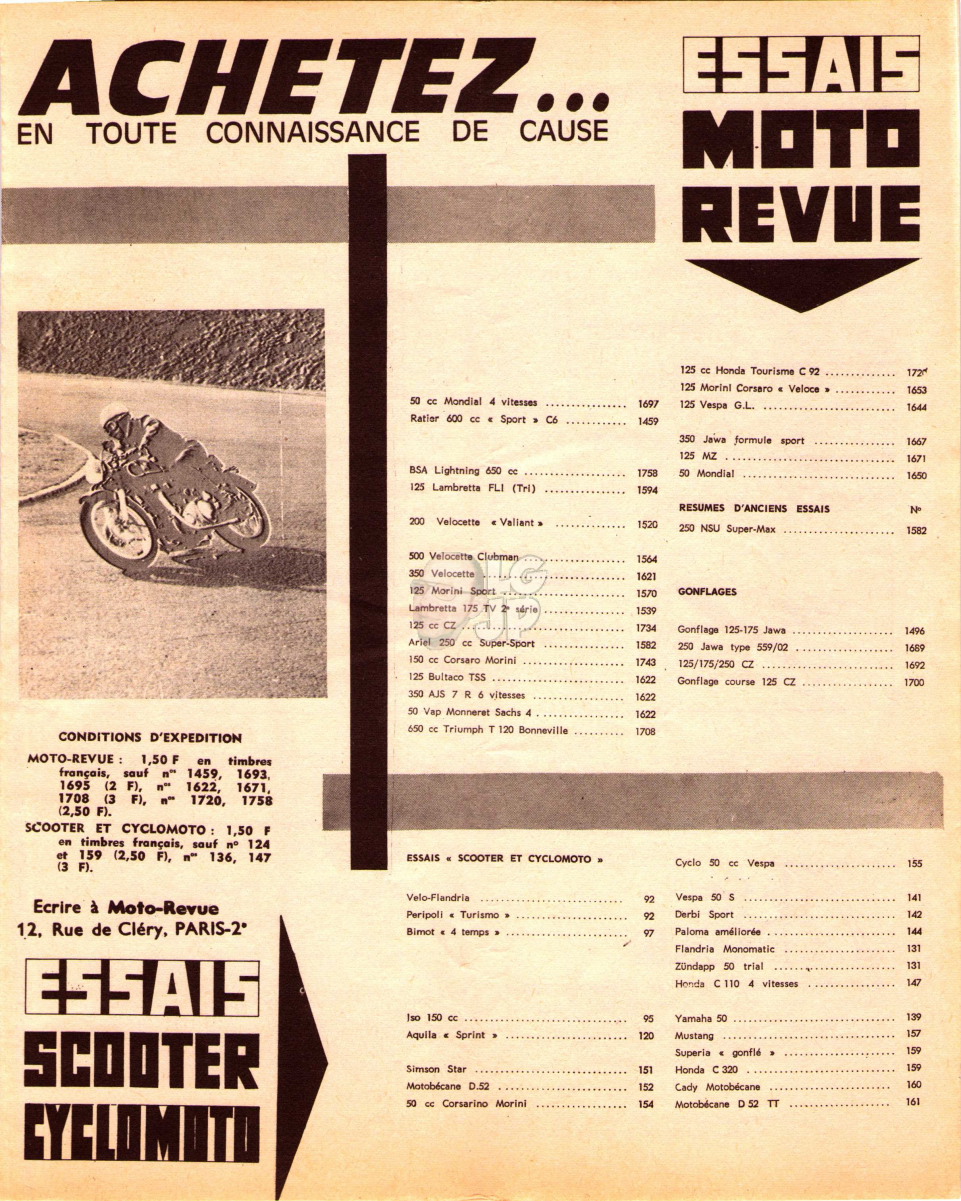 ACHETEZ...
EN TOUTE CONNAISSANCE DE CAUSE
ESSAIS
MOTO
REVUE
50 cc Mondial 4 vitesses ................ 1697
Ratier 600 cc « Sport » C6 ............ 1459
BSA Lightning 650 cc .................... 1758
125 Lambretta FLI (Tri) ................ 1594
200 Velocette « Valiant » .............. 1520
500 Velocette Clubman .................... 1564
350 Velocette ............................ 1621
125 Morini Sport ......................... 1570
Lambretta 175 TV 2e série ................ 1539
125 cc CZ ................................ 1734
Ariel 250 cc Super-Sport ................. 1582
150 cc Corsaro Morini .................... 1743
125 Bultaco TSS .......................... 1622
350 AJS 7 R 6 vitesses ................... 1622
50 Vap Monneret Sachs 4 .................. 1622
650 cc Triumph T 120 Bonneville .......... 1708
125 cc Honda Tourisme C 92 ..............
125 Morini Corsaro « Veloce » ............ 1653
125 Vespa G.L. ........................... 1644
350 Jawa formule sport ................... 1667
125 MZ ................................... 1671
50 Mondial ............................... 1650
RESUMES D'ANCIENS ESSAIS No
250 NSU Super-Max ........................ 1582
GONFLAGES
Gonflage 125-175 Jawa .................... 1496
250 Jawa type 559/02 ..................... 1689
125/175/250 CZ ........................... 1692
Gonflage course 125 CZ ................... 1700
LG
JP
CONDITIONS D'EXPEDITION
MOTO-REVUE : 1,50 F en timbres
français, sauf nos 1459, 1693,
1695 (2 F), nos 1622, 1671,
1708 (3 F), nos 1720, 1758
(2,50 F).
SCOOTER ET CYCLOMOTO : 1,50 F
en timbres français, sauf no 124
et 159 (2,50 F), nos 136, 147
(3 F).
Ecrire à Moto-Revue
12, Rue de Cléry, PARIS-2e
ESSAIS
SCOOTER
CYCLOMOTO
ESSAIS « SCOOTER ET CYCLOMOTO »
Velo-Flandria ............................ 92
Peripoli « Turismo » ..................... 92
Bimot « 4 temps » ........................ 97
Iso 150 cc ............................... 95
Aquila « Sprint » ........................ 120
Simson Star .............................. 151
Motobécane D.52 .......................... 152
50 cc Corsarino Morini ................... 154
Cyclo 50 cc Vespa ........................ 155
Vespa 50 S ............................... 141
Derbi Sport .............................. 142
Paloma améliorée ......................... 144
Flandria Monomatic ....................... 131
Zündapp 50 trial ......................... 131
Honda C 110 4 vitesses ................... 147
Yamaha 50 ................................ 139
Mustang .................................. 157
Superia « gonflé » ....................... 159
Honda C 320 .............................. 159
Cady Motobécane .......................... 160
Motobécane D 52 TT ....................... 161